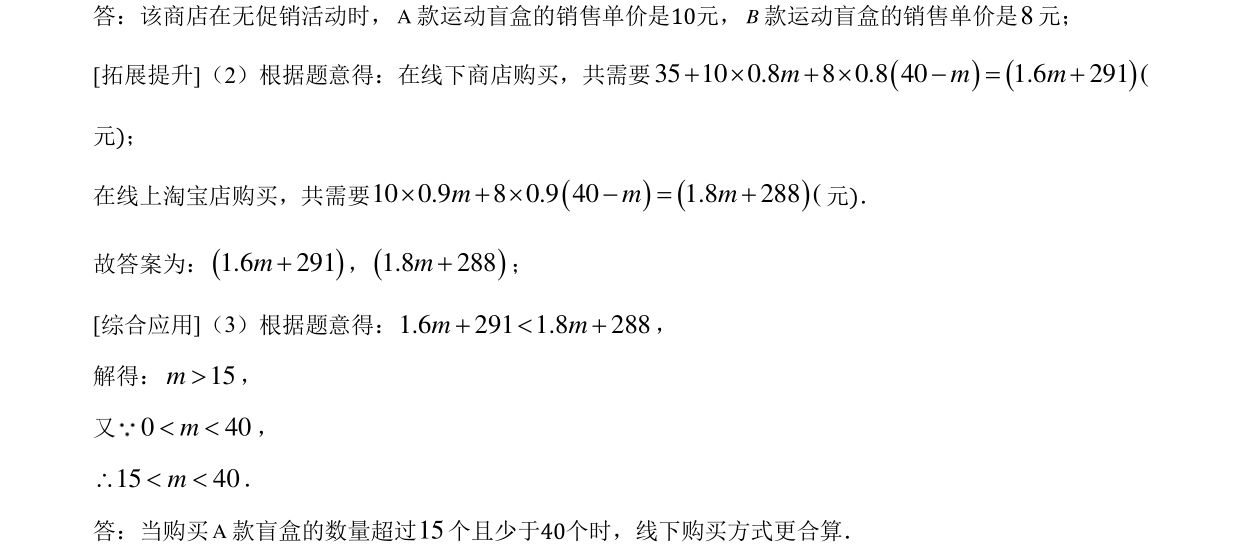 答：该商店在无促销活动时，A 款运动盲盒的销售单价是10元，B 款运动盲盒的销售单价是8 元；
[拓展提升]（2）根据题意得：在线下商店购买，共需要35+10×0.8m+8×0.8(40−m)=(1.6m+291)(
元)；
在线上淘宝店购买，共需要10×0.9m+8×0.9(40−m)=(1.8m+288)( 元)．
故答案为：(1.6m+291)，(1.8m+288)；
[综合应用]（3）根据题意得：1.6m+291<1.8m+288，
解得：m>15，
又∵0<m<40，
∴15<m<40．
答：当购买A 款盲盒的数量超过15 个且少于40个时，线下购买方式更合算．